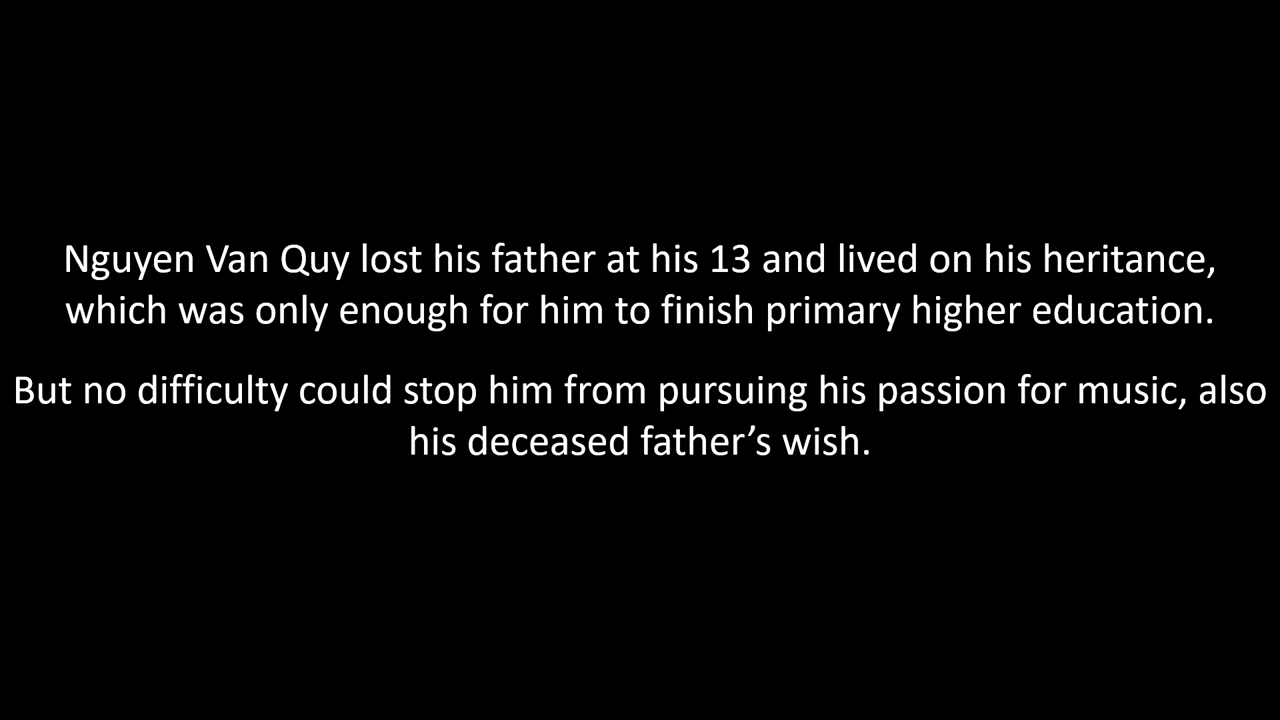 Nguyen Van Quy lost his father at his 13 and lived on his heritance,
which was only enough for him to finish primary higher education.
But no difficulty could stop him from pursuing his passion for music, also
his deceased father’s wish.